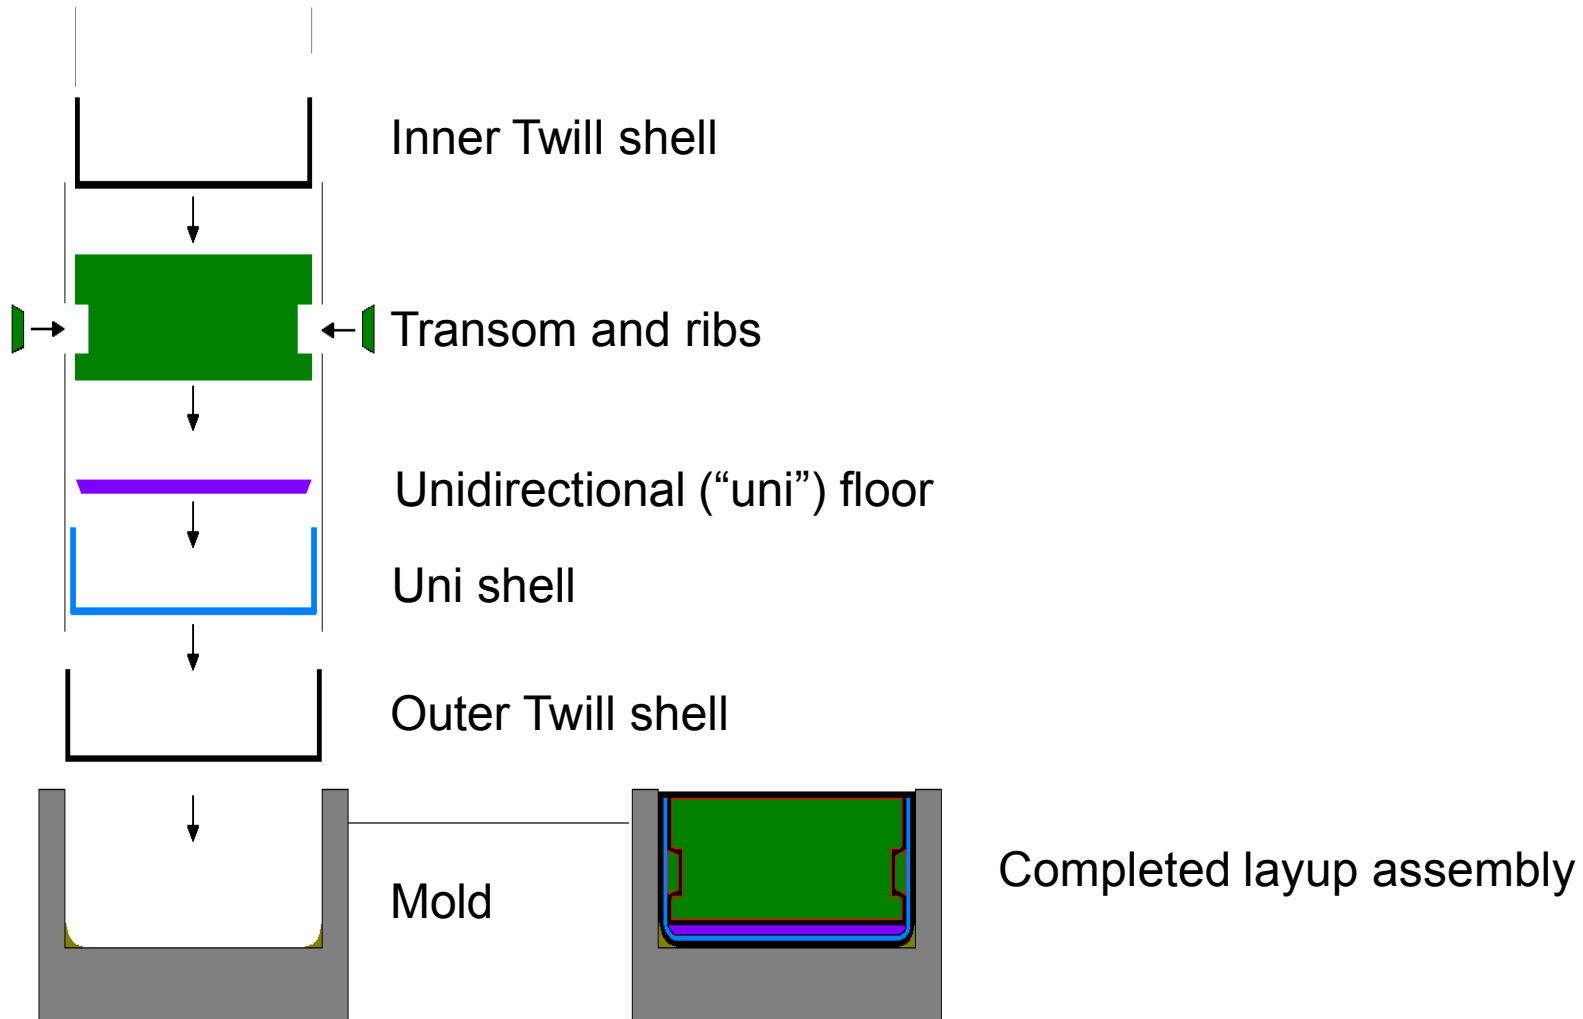 Inner Twill shell
Transom and ribs
Unidirectional (“uni”) floor
Uni shell
Outer Twill shell
Mold
Completed layup assembly